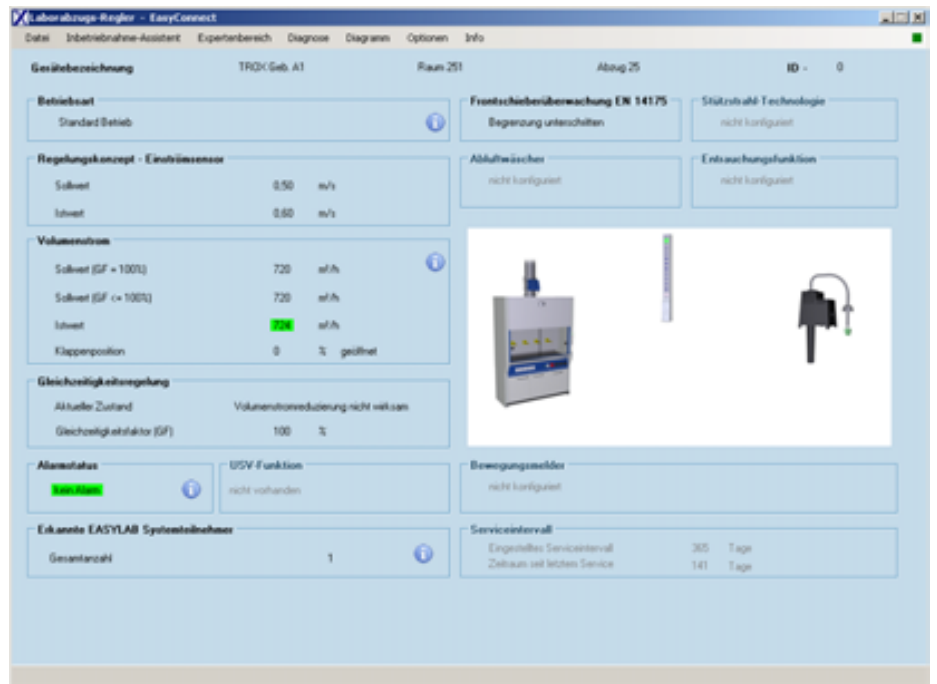 Laborabzugs-Regler - EasyConnect
Datei Inbetriebnahme-Assistent Expertenbereich Diagnose Diagramm Optionen Info
Gerätebezeichnung TROX Geb. A1 Raum 251 Abzug 25 ID - 0
Betriebsart
Standard Betrieb
Frontschieberüberwachung EN 14175
Begrenzung unterschritten
Stützstrahl-Technologie
nicht konfiguriert
Regelungskonzept - Einströmsensor
Sollwert 0,50 m/s
Istwert 0,60 m/s
Abluftwäscher
nicht konfiguriert
Entrauchungsfunktion
nicht konfiguriert
Volumenstrom
Sollwert (GF = 100%) 720 m³/h
Sollwert (GF <= 100%) 720 m³/h
Istwert 724 m³/h
Klappenposition 0 % geöffnet
Gleichzeitigkeitsregelung
Aktueller Zustand Volumenstromreduzierung nicht wirksam
Gleichzeitigkeitsfaktor (GF) 100 %
Alarmstatus
kein Alarm
USV-Funktion
nicht vorhanden
Bewegungsmelder
nicht konfiguriert
Erkannte EASYLAB Systemteilnehmer
Gesamtanzahl 1
Serviceintervall
Eingestelltes Serviceintervall 365 Tage
Zeitraum seit letztem Service 141 Tage